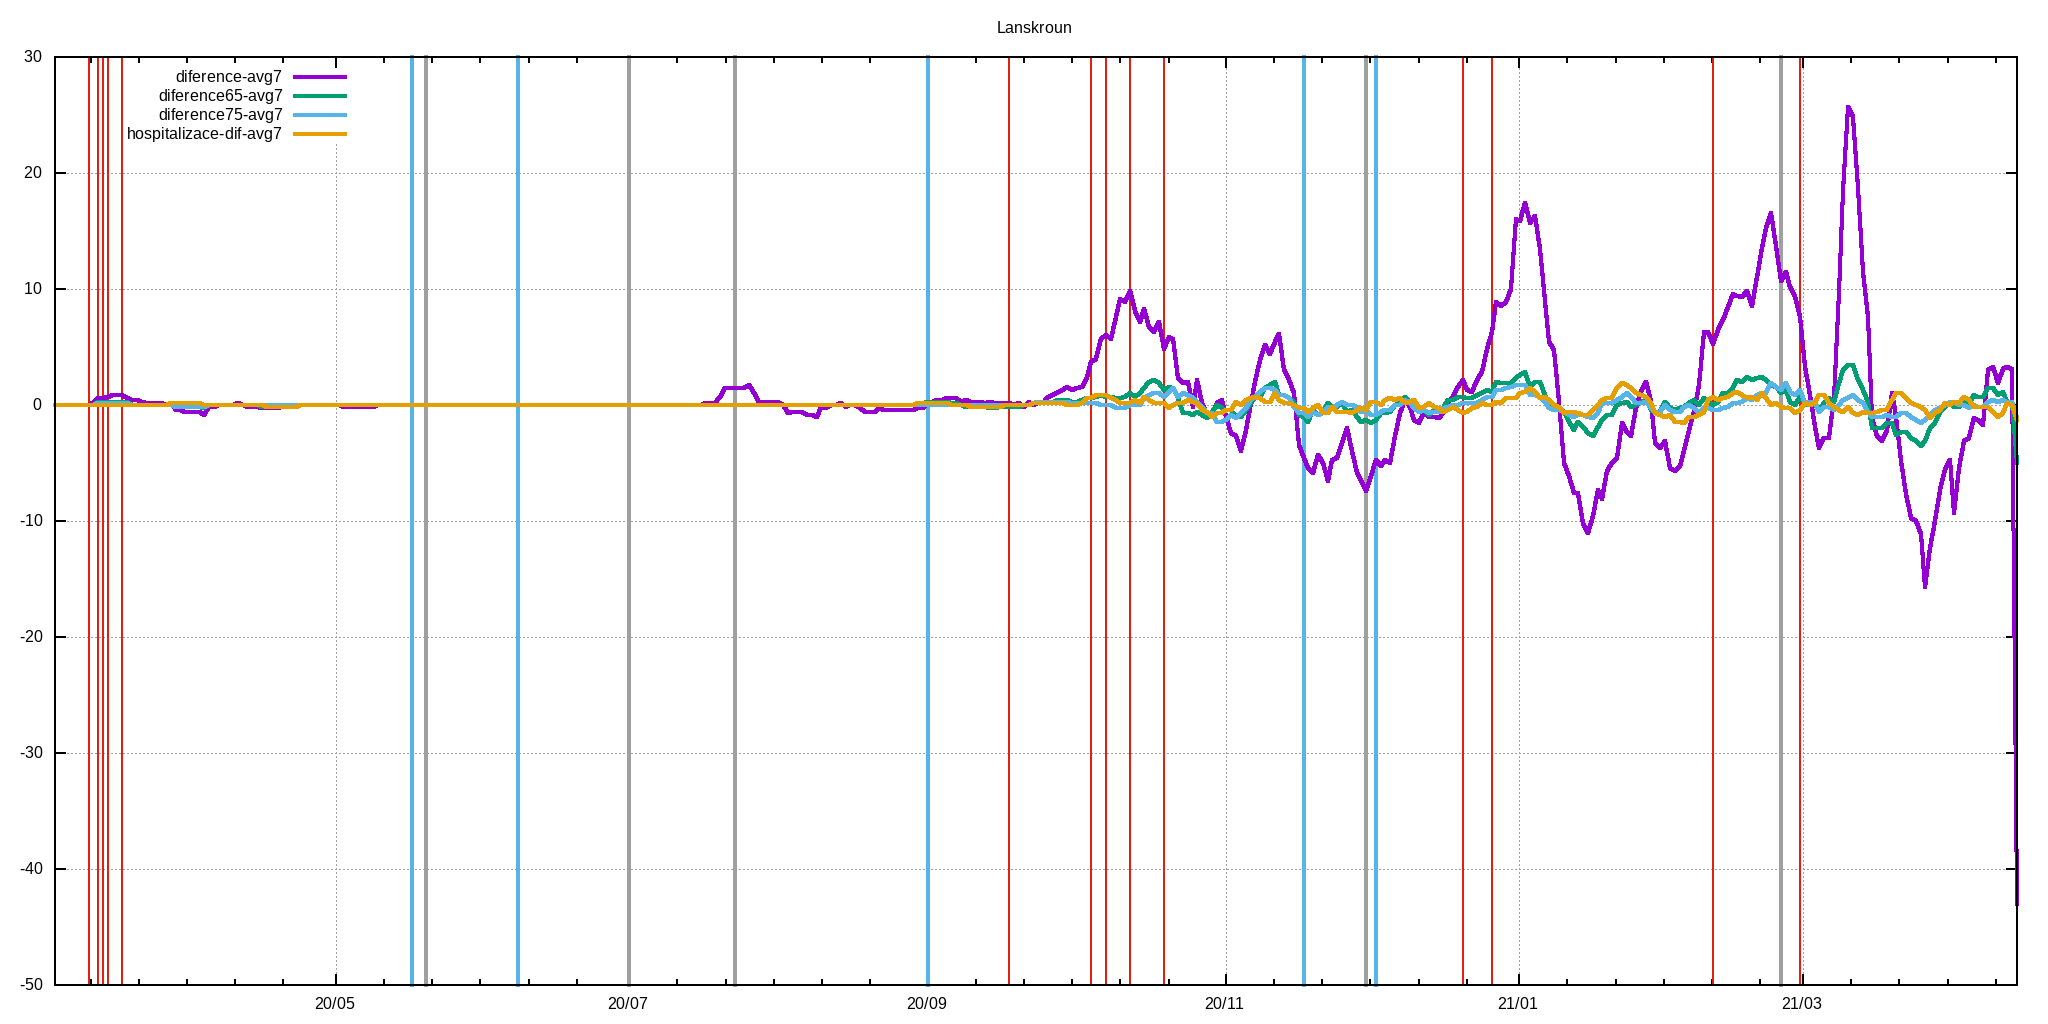 Lanskroun
30
20
10
0
-10
-20
-30
-40
-50
diference-avg7
diference65-avg7
diference75-avg7
hospitalizace-dif-avg7
20/05 20/07 20/09 20/11 21/01 21/03